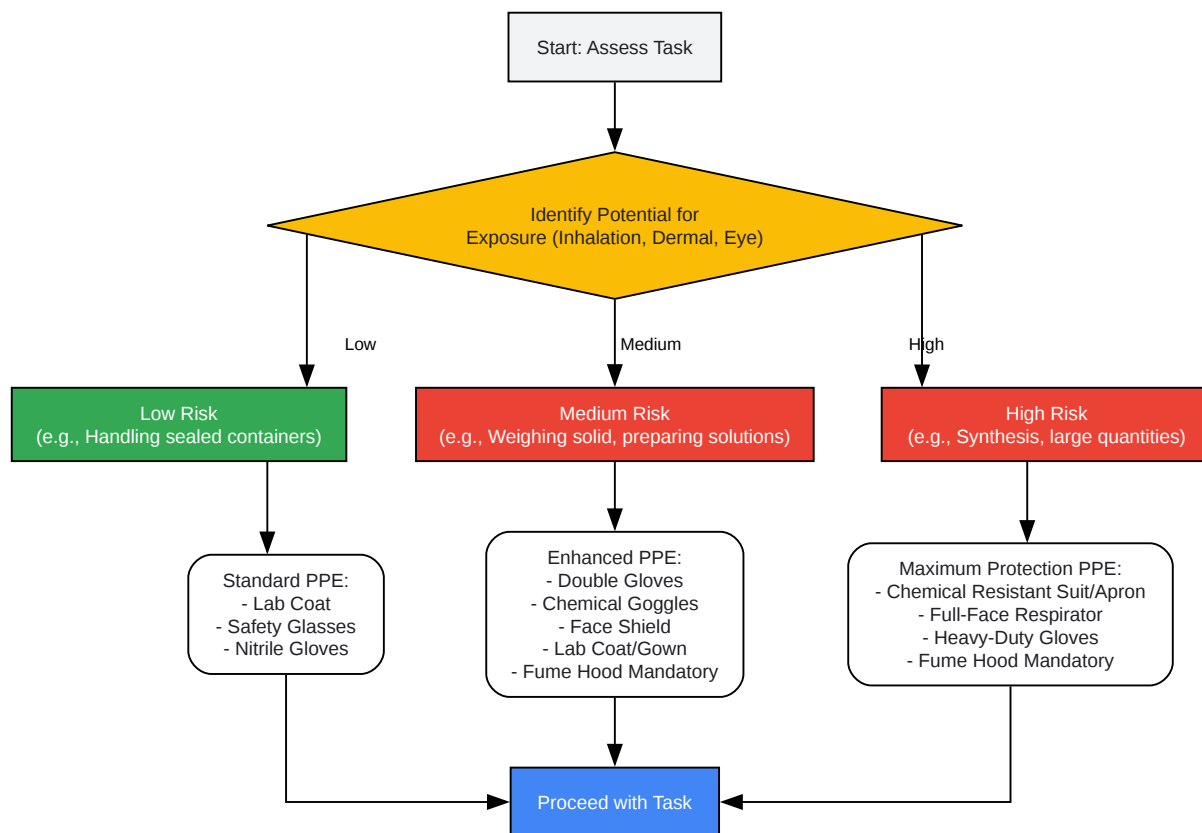 Start: Assess Task
Identify Potential for
Exposure (Inhalation, Dermal, Eye)
Low
Medium
High
Low Risk
(e.g., Handling sealed containers)
Medium Risk
(e.g., Weighing solid, preparing solutions)
High Risk
(e.g., Synthesis, large quantities)
Standard PPE:
- Lab Coat
- Safety Glasses
- Nitrile Gloves
Enhanced PPE:
- Double Gloves
- Chemical Goggles
- Face Shield
- Lab Coat/Gown
- Fume Hood Mandatory
Maximum Protection PPE:
- Chemical Resistant Suit/Apron
- Full-Face Respirator
- Heavy-Duty Gloves
- Fume Hood Mandatory
Proceed with Task